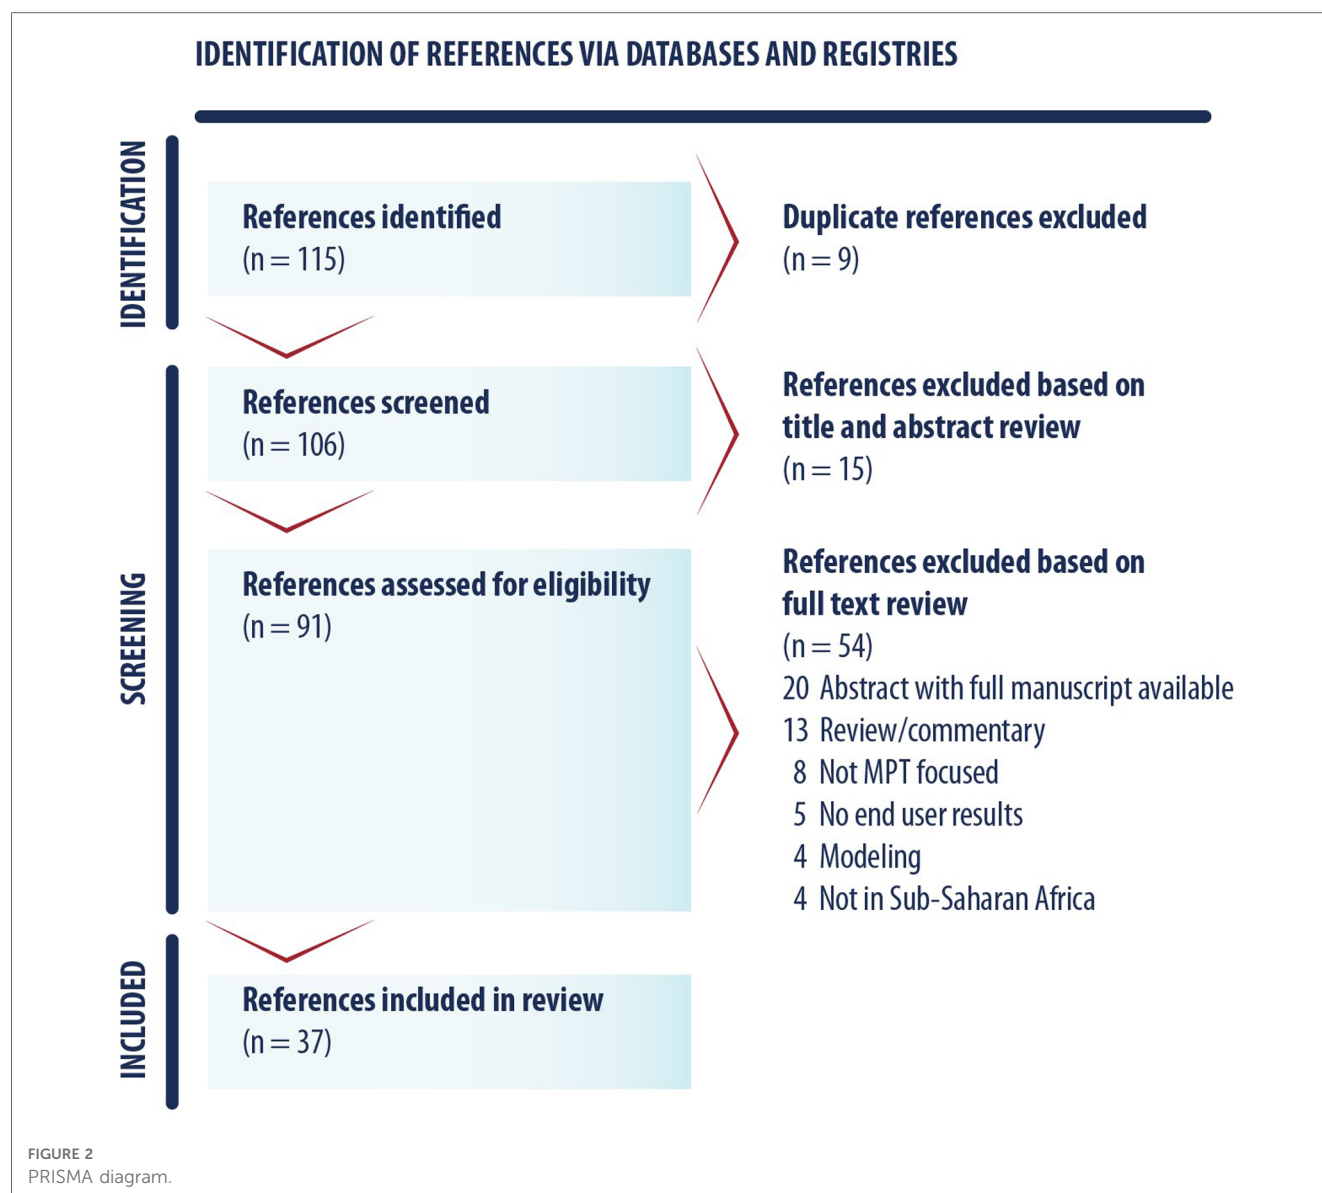 IDENTIFICATION OF REFERENCES VIA DATABASES AND REGISTRIES
IDENTIFICATION
References identified
(n = 115)
Duplicate references excluded
(n = 9)
SCREENING
References screened
(n = 106)
References excluded based on
title and abstract review
(n = 15)
References assessed for eligibility
(n = 91)
References excluded based on
full text review
(n = 54)
20 Abstract with full manuscript available
13 Review/commentary
8 Not MPT focused
5 No end user results
4 Modeling
4 Not in Sub-Saharan Africa
INCLUDED
References included in review
(n = 37)
FIGURE 2
PRISMA diagram.